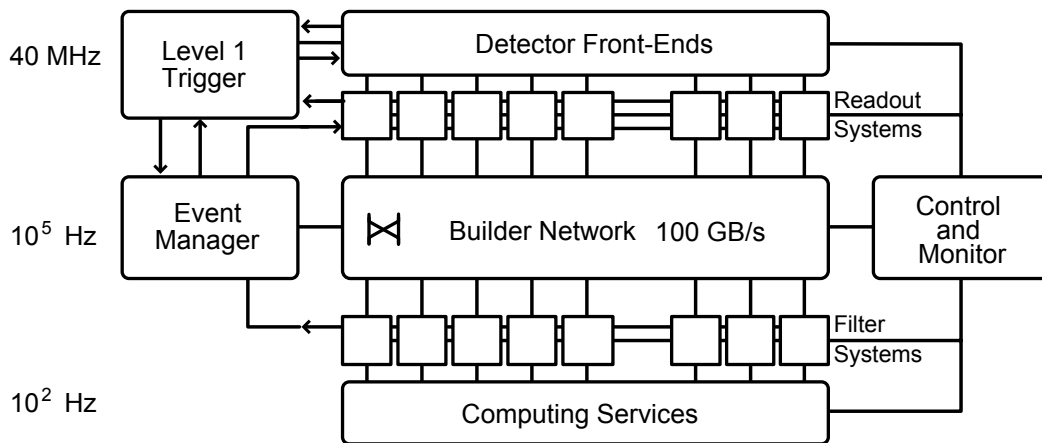 40 MHz
Level 1
Trigger
Detector Front-Ends
Readout
Systems
10⁵ Hz
Event
Manager
Builder Network 100 GB/s
Control
and
Monitor
Filter
Systems
10² Hz
Computing Services